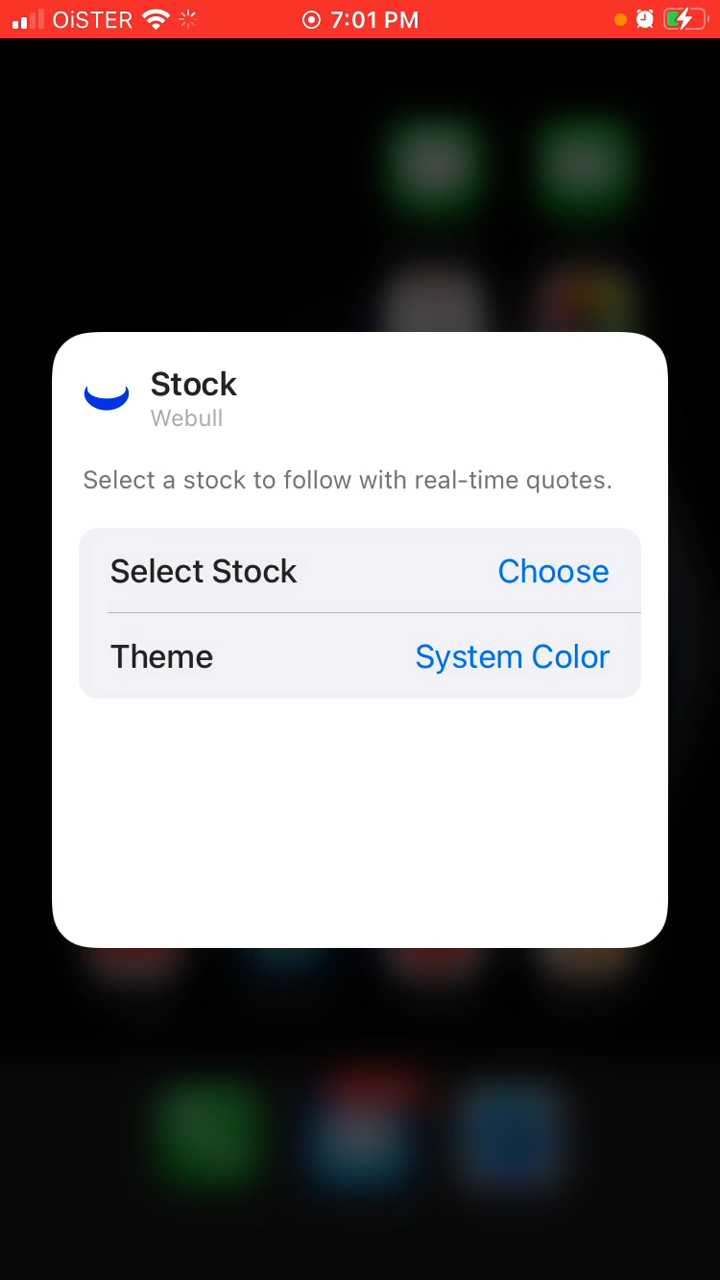 OiSTER 7:01 PM
Stock
Webull
Select a stock to follow with real-time quotes.
Select Stock Choose
Theme System Color